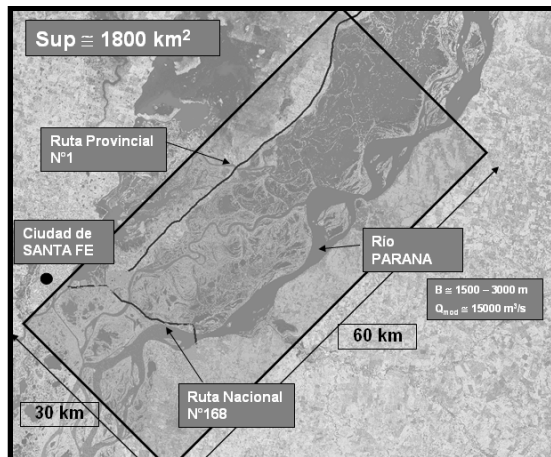 Sup ≅ 1800 km²
Ruta Provincial
N°1
Ciudad de
SANTA FE
Río
PARANA
B ≅ 1500 – 3000 m
Qmod ≅ 15000 m³/s
60 km
30 km
Ruta Nacional
N°168